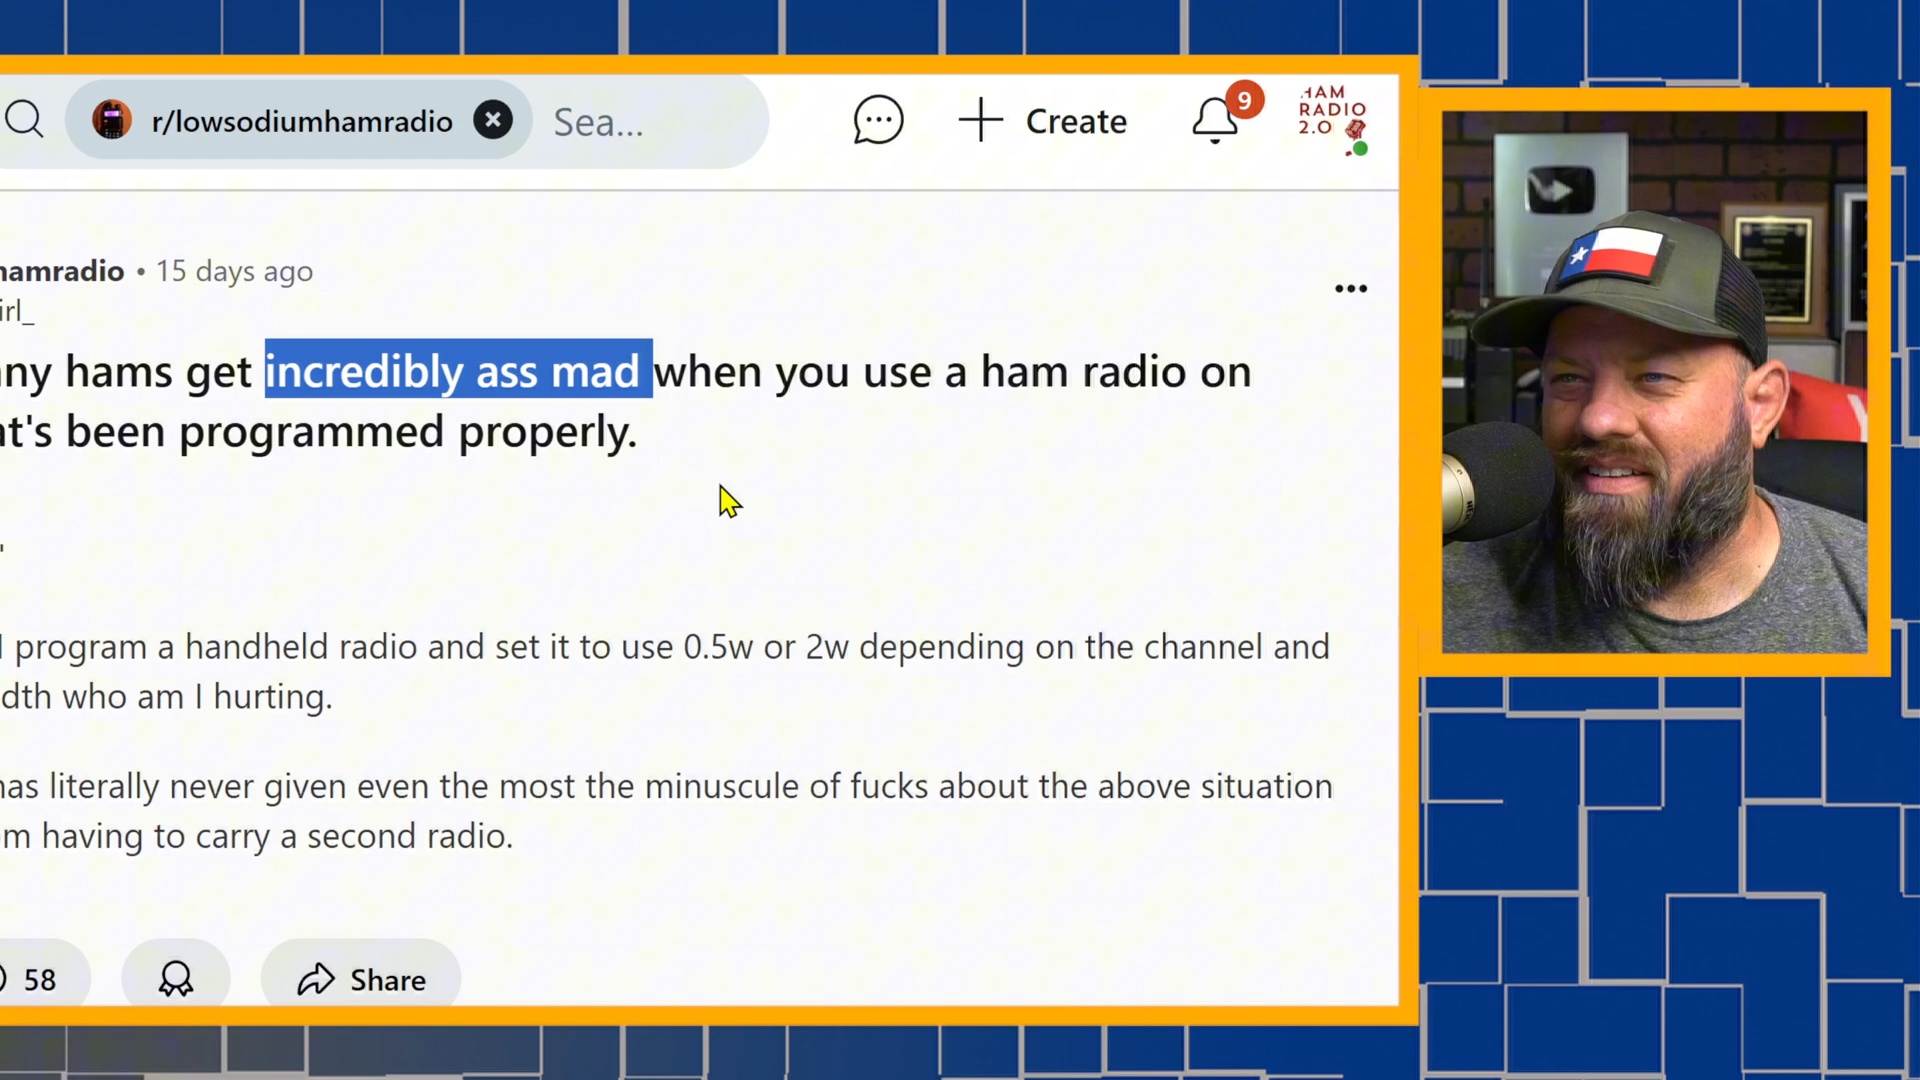 r/lowsodiumhamradio
Sea...
Create
9
HAM
RADIO
2.0
hamradio • 15 days ago
irl_
ny hams get incredibly ass mad when you use a ham radio on
at's been programmed properly.
I program a handheld radio and set it to use 0.5w or 2w depending on the channel and
dth who am I hurting.
has literally never given even the most the minuscule of fucks about the above situation
m having to carry a second radio.
58
Share